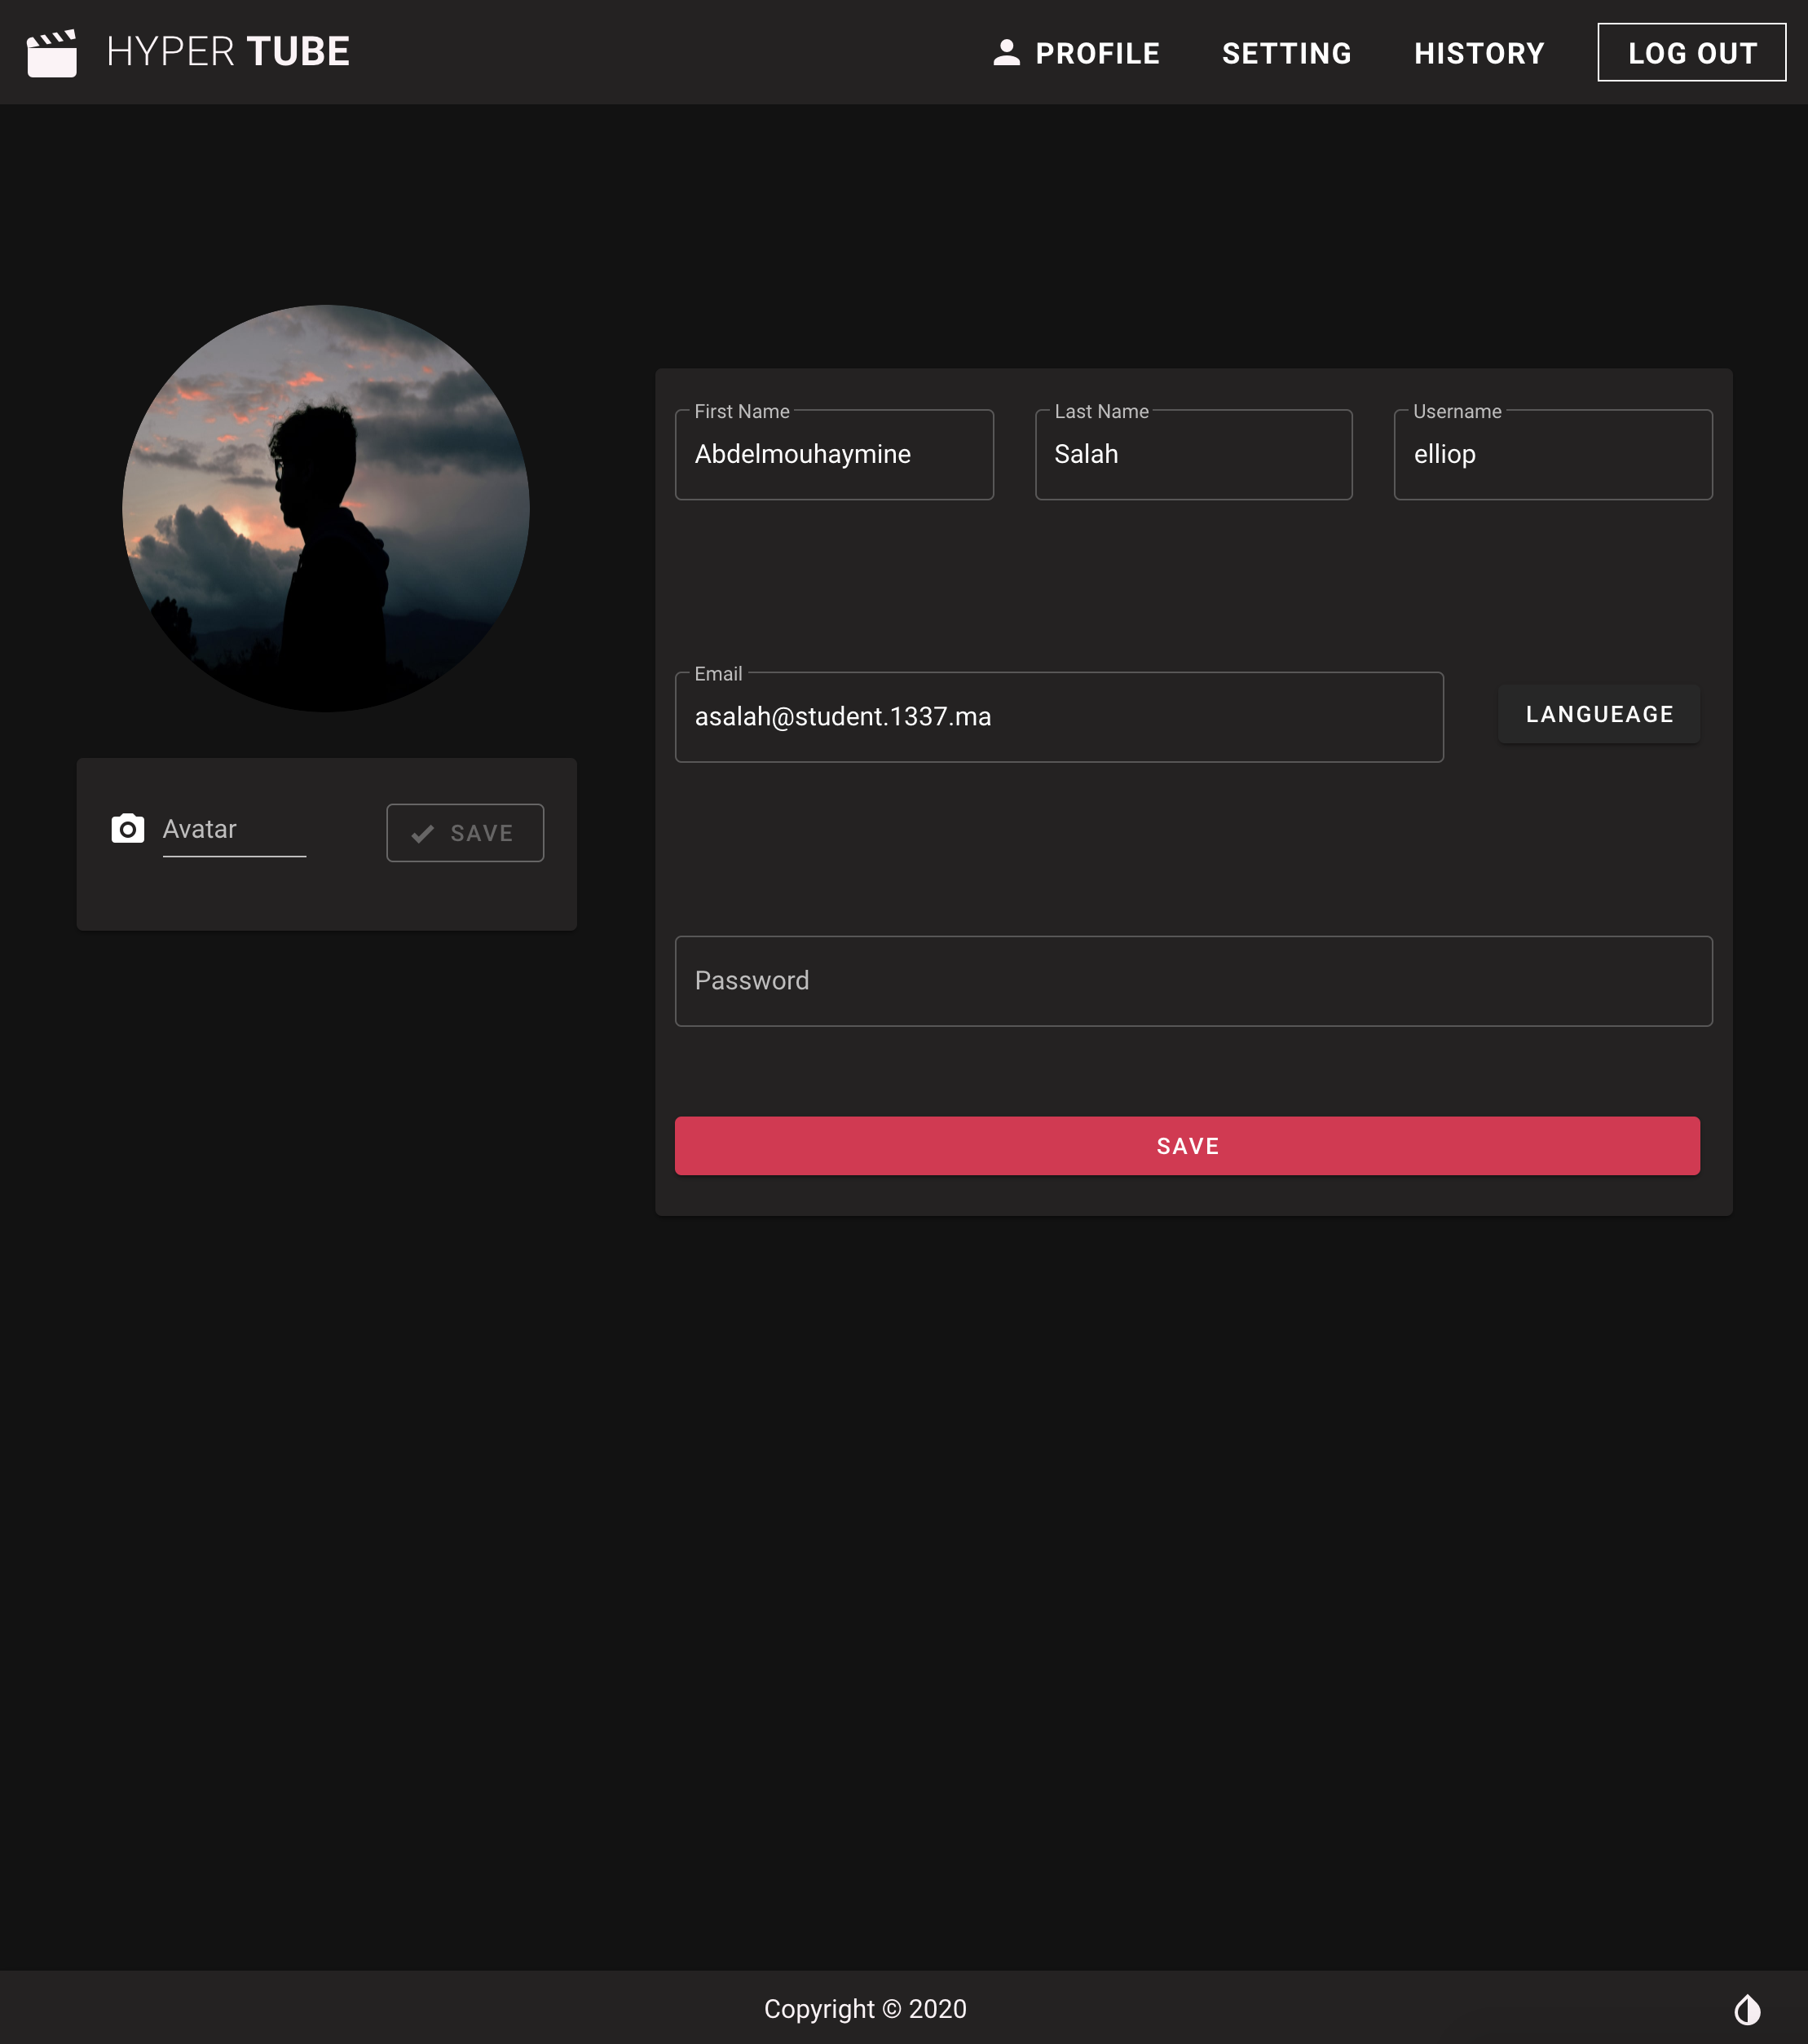 HYPER TUBE
PROFILE
SETTING
HISTORY
LOG OUT
First Name
Abdelmouhaymine
Last Name
Salah
Username
elliop
Email
asalah@student.1337.ma
LANGUEAGE
Avatar
SAVE
Password
SAVE
Copyright © 2020